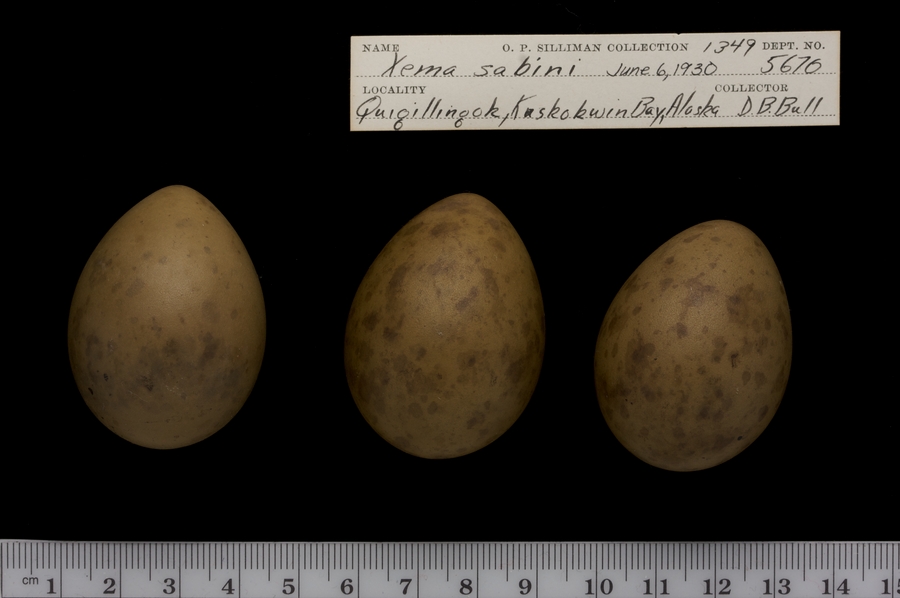 NAME O. P. SILLIMAN COLLECTION 1349 DEPT. NO.
Xema sabini June 6, 1930 5676
LOCALITY COLLECTOR
Quigillingok, Kuskokwin Bay, Alaska D.B.Bull
cm 1 2 3 4 5 6 7 8 9 10 11 12 13 14 15